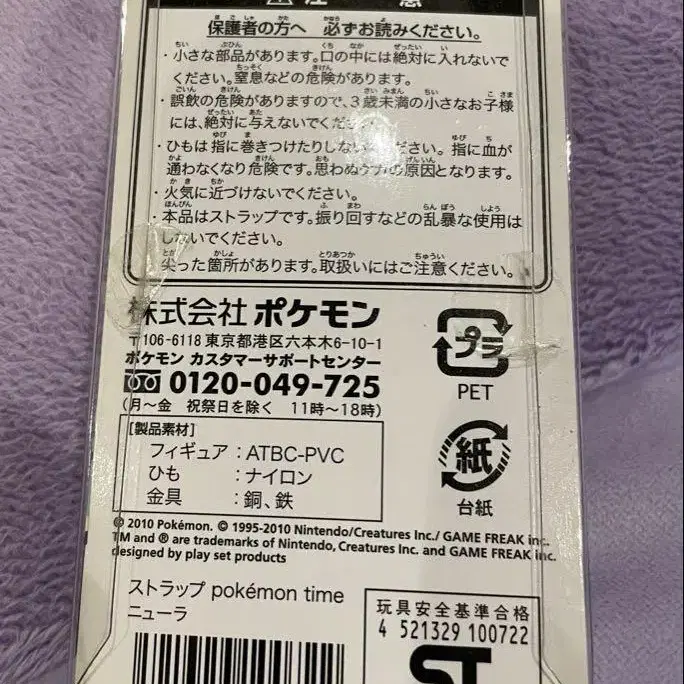 注 意
保護者の方へ 必ずお読みください。
・小さな部品があります。口の中には絶対に入れないで
ください。窒息などの危険があります。
・誤飲の危険がありますので、3歳未満の小さなお子様
には、絶対に与えないでください。
・ひもは指に巻きつけたりしない ください。指に血が
通わなくなり危険です。思わぬケガの原因となります。
・火気に近づけないでください。
・本品はストラップです。振り回すなどの乱暴な使用は
しないでください。
尖った箇所があります。取扱いにはご注意ください。
株式会社 ポケモン
〒106-6118 東京都港区六本木6-10-1
ポケモン カスタマーサポートセンター
0120-049-725
(月〜金 祝祭日を除く 11時〜18時)
プラ
PET
[製品素材]
フィギュア:ATBC-PVC
ひも :ナイロン
金具 :銅、鉄
紙
台紙
© 2010 Pokémon. © 1995-2010 Nintendo/Creatures Inc./ GAME FREAK inc.
TM and ® are trademarks of Nintendo, Creatures Inc. and GAME FREAK inc.
designed by play set products
ストラップ pokémon time
ニューラ
玩具安全基準合格
4 521329 100722
ST